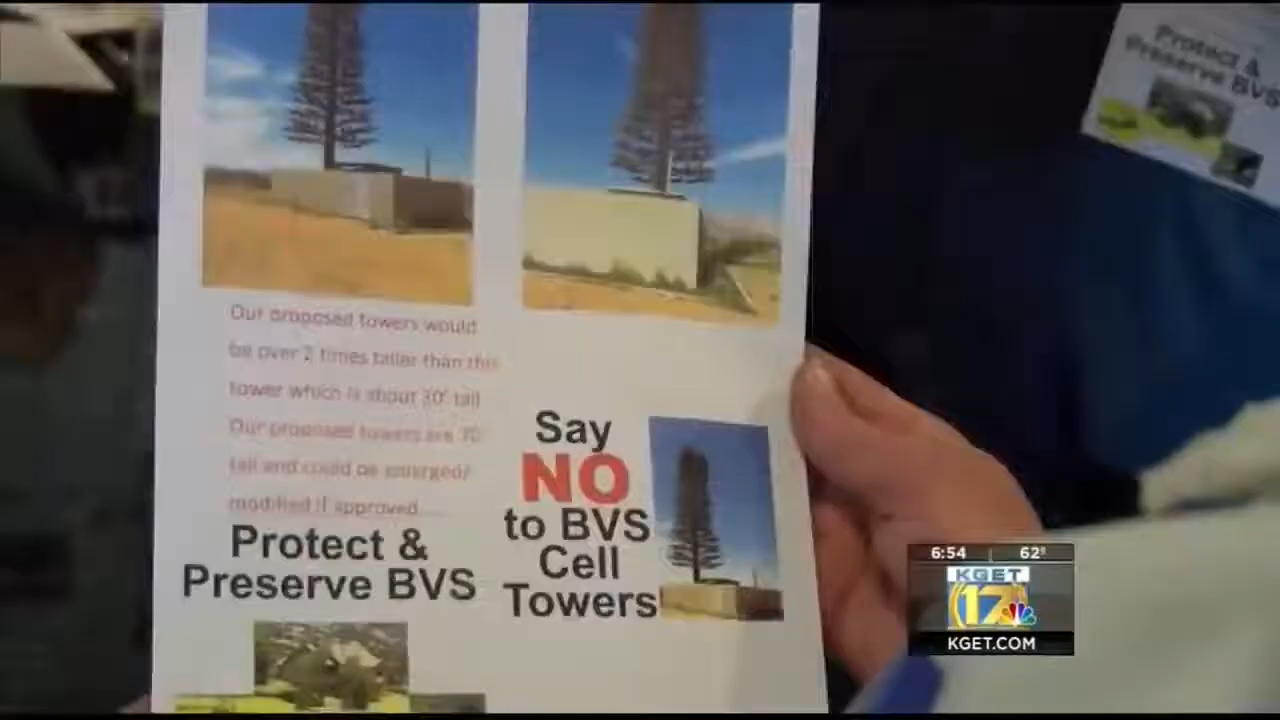 Protect &
Preserve BVS
Our proposed towers would
be over 2 times taller than this
tower which is about 30' tall
Our proposed towers are 70'
tall and could be enlarged/
modified if approved.....
Protect &
Preserve BVS
Say
NO
to BVS
Cell
Towers
6:54 | 62°
KGET
17
KGET.COM